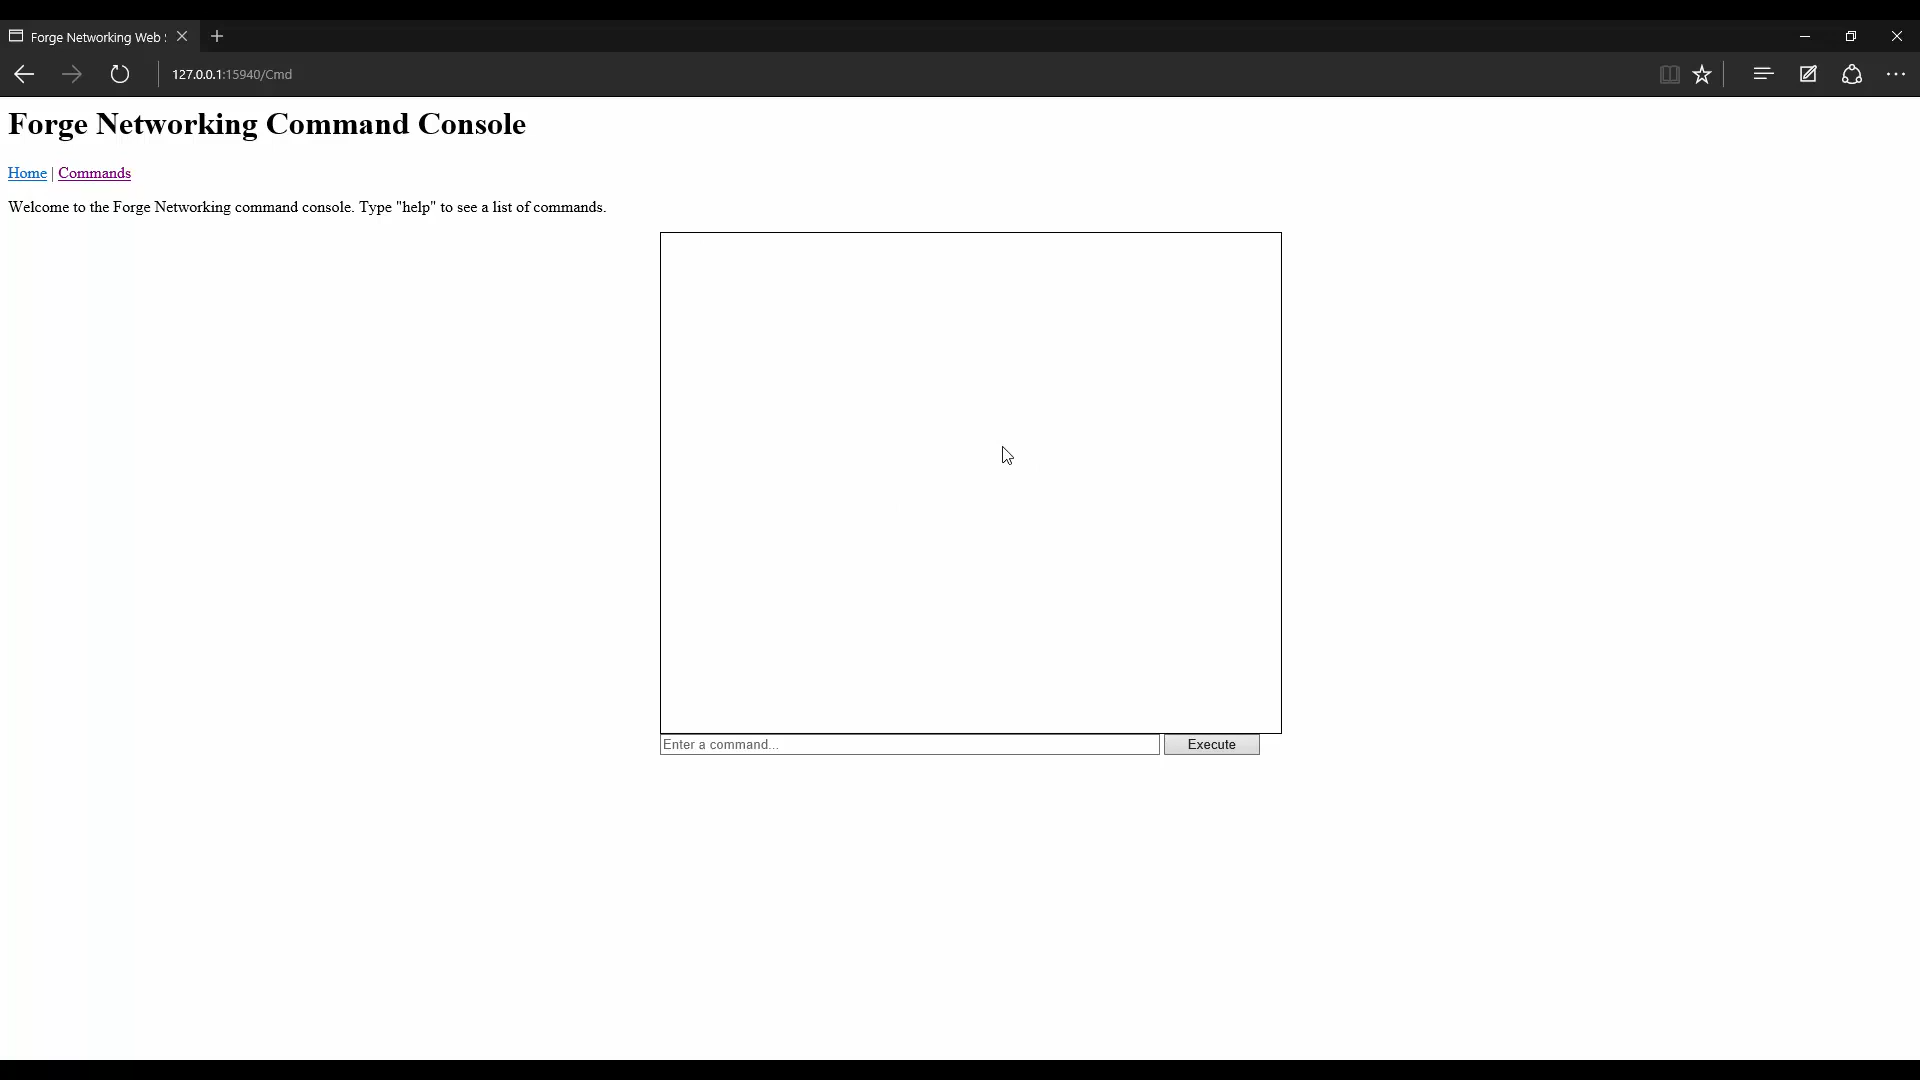 Forge Networking Web
127.0.0.1:15940/Cmd
Forge Networking Command Console
Home | Commands
Welcome to the Forge Networking command console. Type "help" to see a list of commands.
Enter a command...
Execute